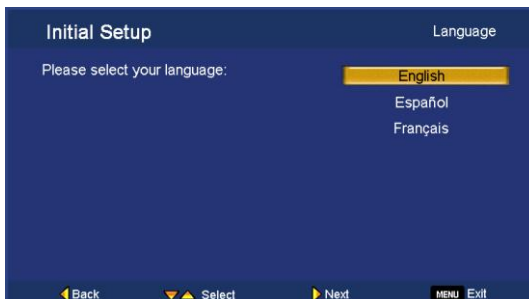 Initial Setup
Language
Please select your language:
English
Español
Français
Back
Select
Next
MENU Exit